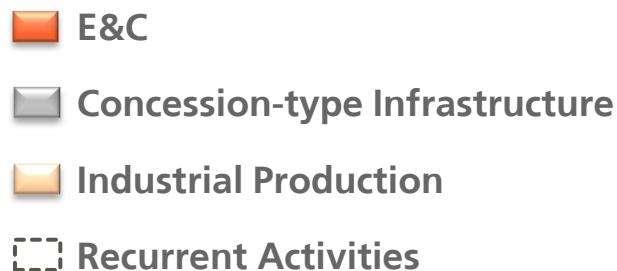 E&C
Concession-type Infrastructure
Industrial Production
Recurrent Activities